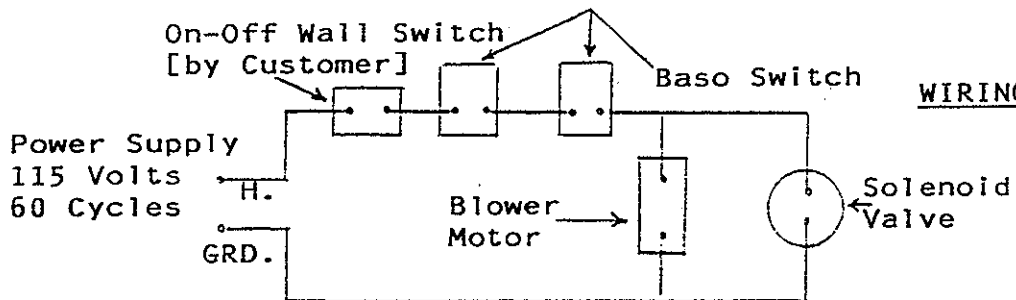 On-Off Wall Switch
[by Customer]
Baso Switch
WIRING
Power Supply
115 Volts
60 Cycles
H.
GRD.
Blower
Motor
Solenoid
Valve